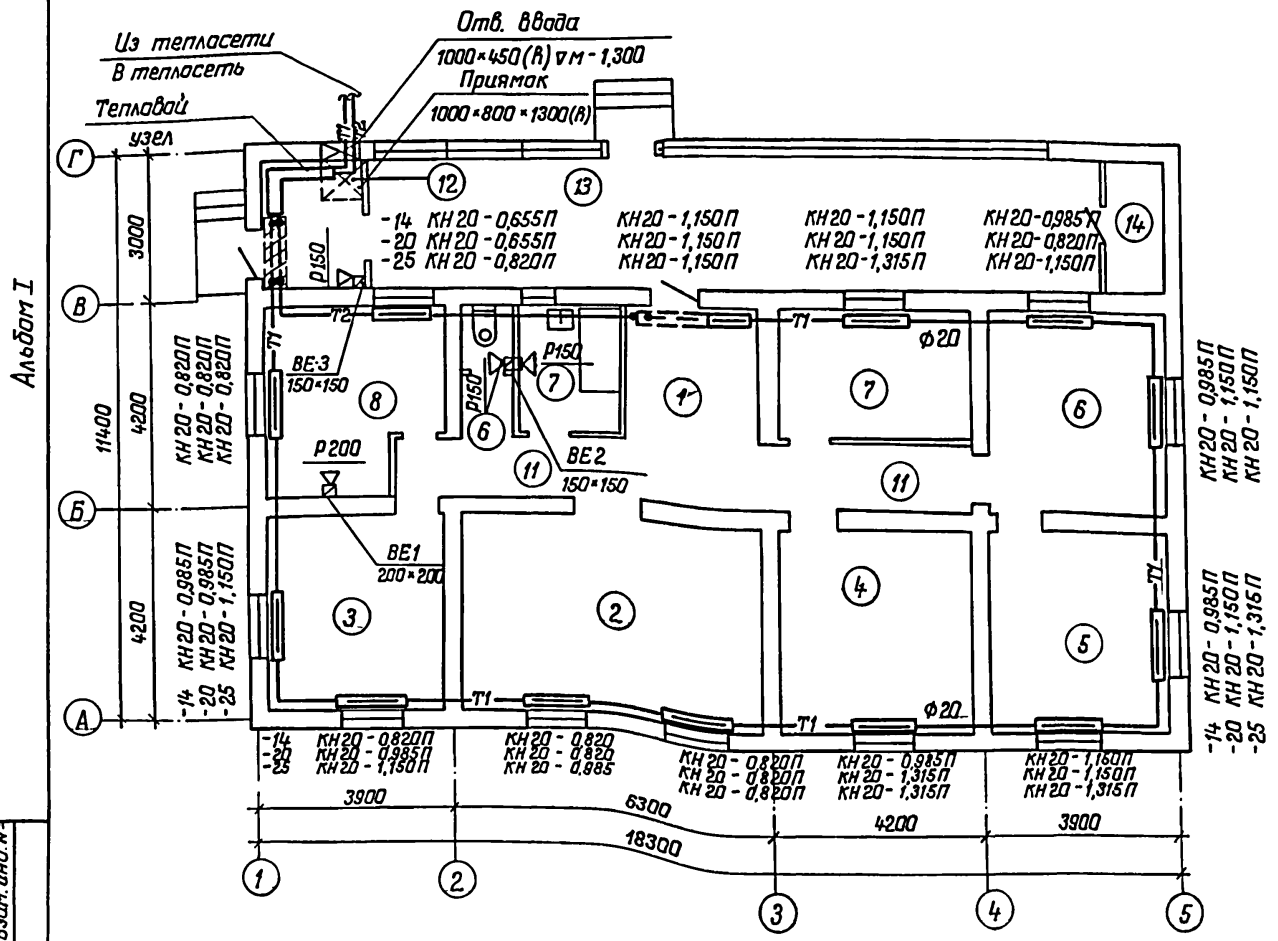 Из теплосети
В теплосеть
Тепловой
узел
Отв. ввода
1000×450(h) ▽м-1,300
Приямок
1000×800×1300(h)
Альбом I
Т1
Т2
Г
12
13
14
-14 КН20-0,655П КН20-1,150П КН20-1,150П КН20-0,985П
-20 КН20-0,655П КН20-1,150П КН20-1,150П КН20-0,820П
-25 КН20-0,820П КН20-1,150П КН20-1,315П КН20-1,150П
3000
Р150
В
Т1
Т2
Т1
Ф20
ВЕ-3
150×150
Р150
Р150
7
8
6
1
7
6
КН20-0,820П
КН20-0,820П
КН20-0,820П
КН20-0,985П
КН20-1,150П
КН20-1,150П
11400
4200
Р200
11
ВЕ2
150×150
11
Б
ВЕ1
200×200
4200
3
2
4
5
Т1
-14 КН20-0,985П
-20 КН20-0,985П
-25 КН20-1,150П
-14 КН20-0,985П
-20 КН20-1,150П
-25 КН20-1,315П
А
Т1
Т1
Ф20
-14 КН20-0,820П КН20-0,820
-20 КН20-0,985П КН20-0,820
-25 КН20-1,150П КН20-0,985
КН20-0,820П КН20-0,985П КН20-1,160П
КН20-0,820П КН20-1,315П КН20-1,150П
КН20-0,820П КН20-1,315П КН20-1,315П
3900
6300
4200
3900
18300
1
2
3
4
5